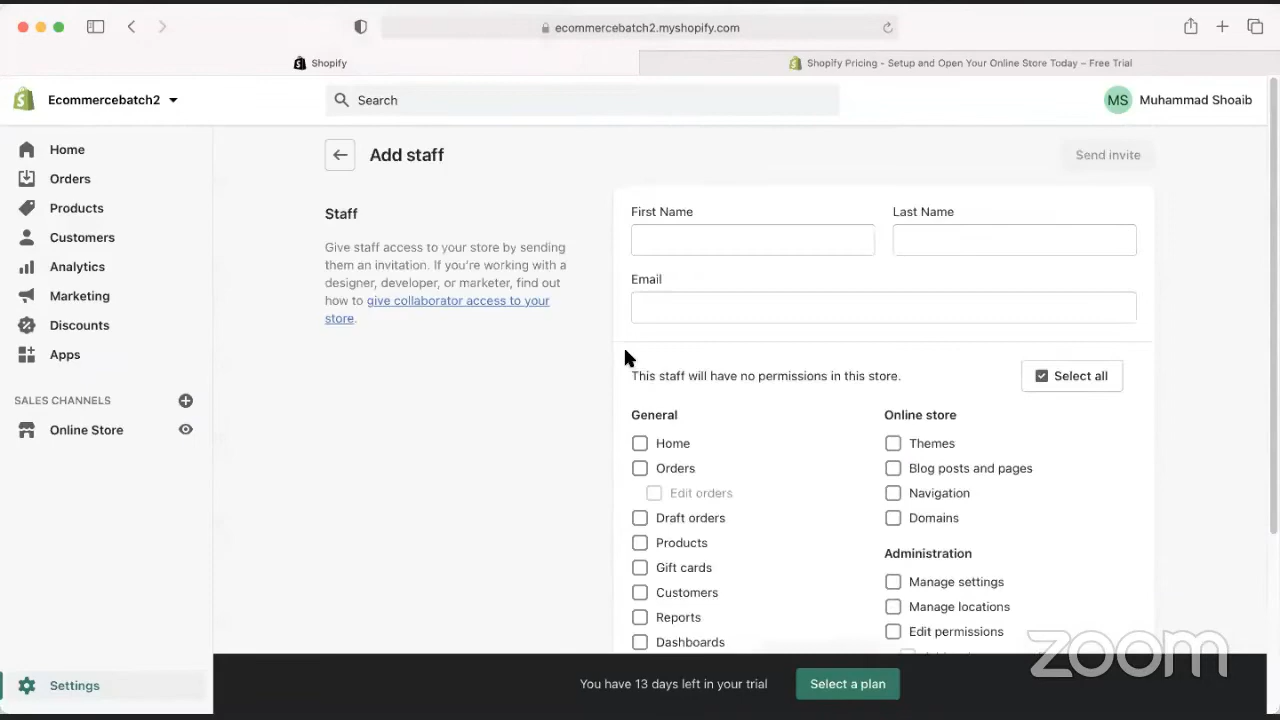 ecommercebatch2.myshopify.com
Shopify
Shopify Pricing - Setup and Open Your Online Store Today – Free Trial
Ecommercebatch2
Search
MS
Muhammad Shoaib
Home
Orders
Products
Customers
Analytics
Marketing
Discounts
Apps
SALES CHANNELS
Online Store
Settings
Add staff
Send invite
Staff
Give staff access to your store by sending
them an invitation. If you're working with a
designer, developer, or marketer, find out
how to give collaborator access to your
store.
First Name
Last Name
Email
This staff will have no permissions in this store.
Select all
General
Home
Orders
Edit orders
Draft orders
Products
Gift cards
Customers
Reports
Dashboards
Online store
Themes
Blog posts and pages
Navigation
Domains
Administration
Manage settings
Manage locations
Edit permissions
You have 13 days left in your trial
Select a plan
zoom